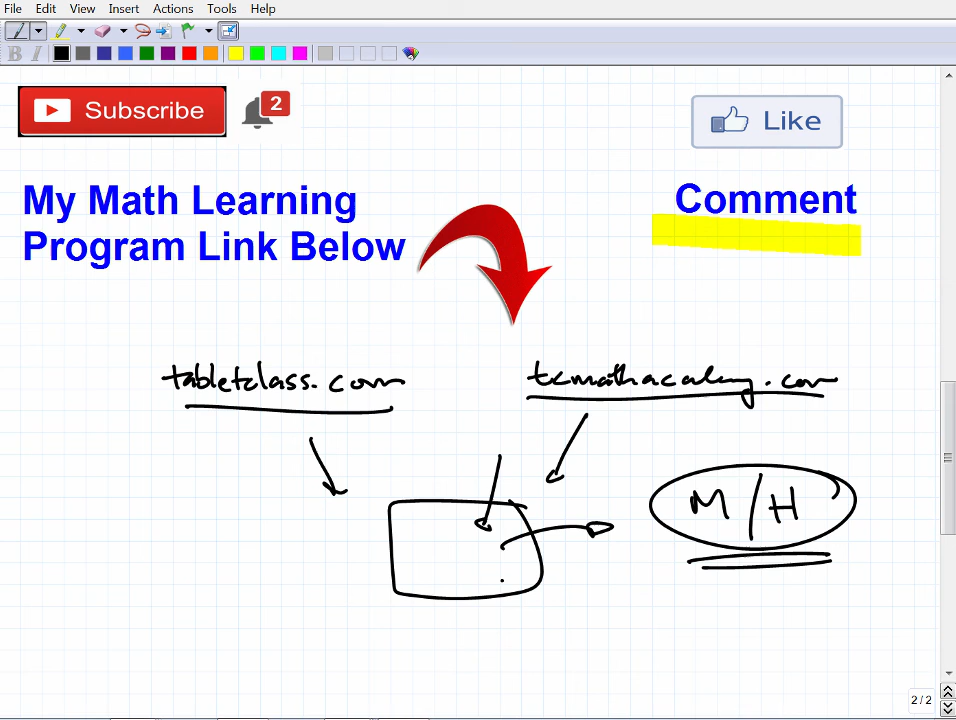 File Edit View Insert Actions Tools Help
B I
Subscribe 2
Like
My Math Learning
Program Link Below
Comment
tabletclass.com
tcmathacademy.com
M/H
2 / 2